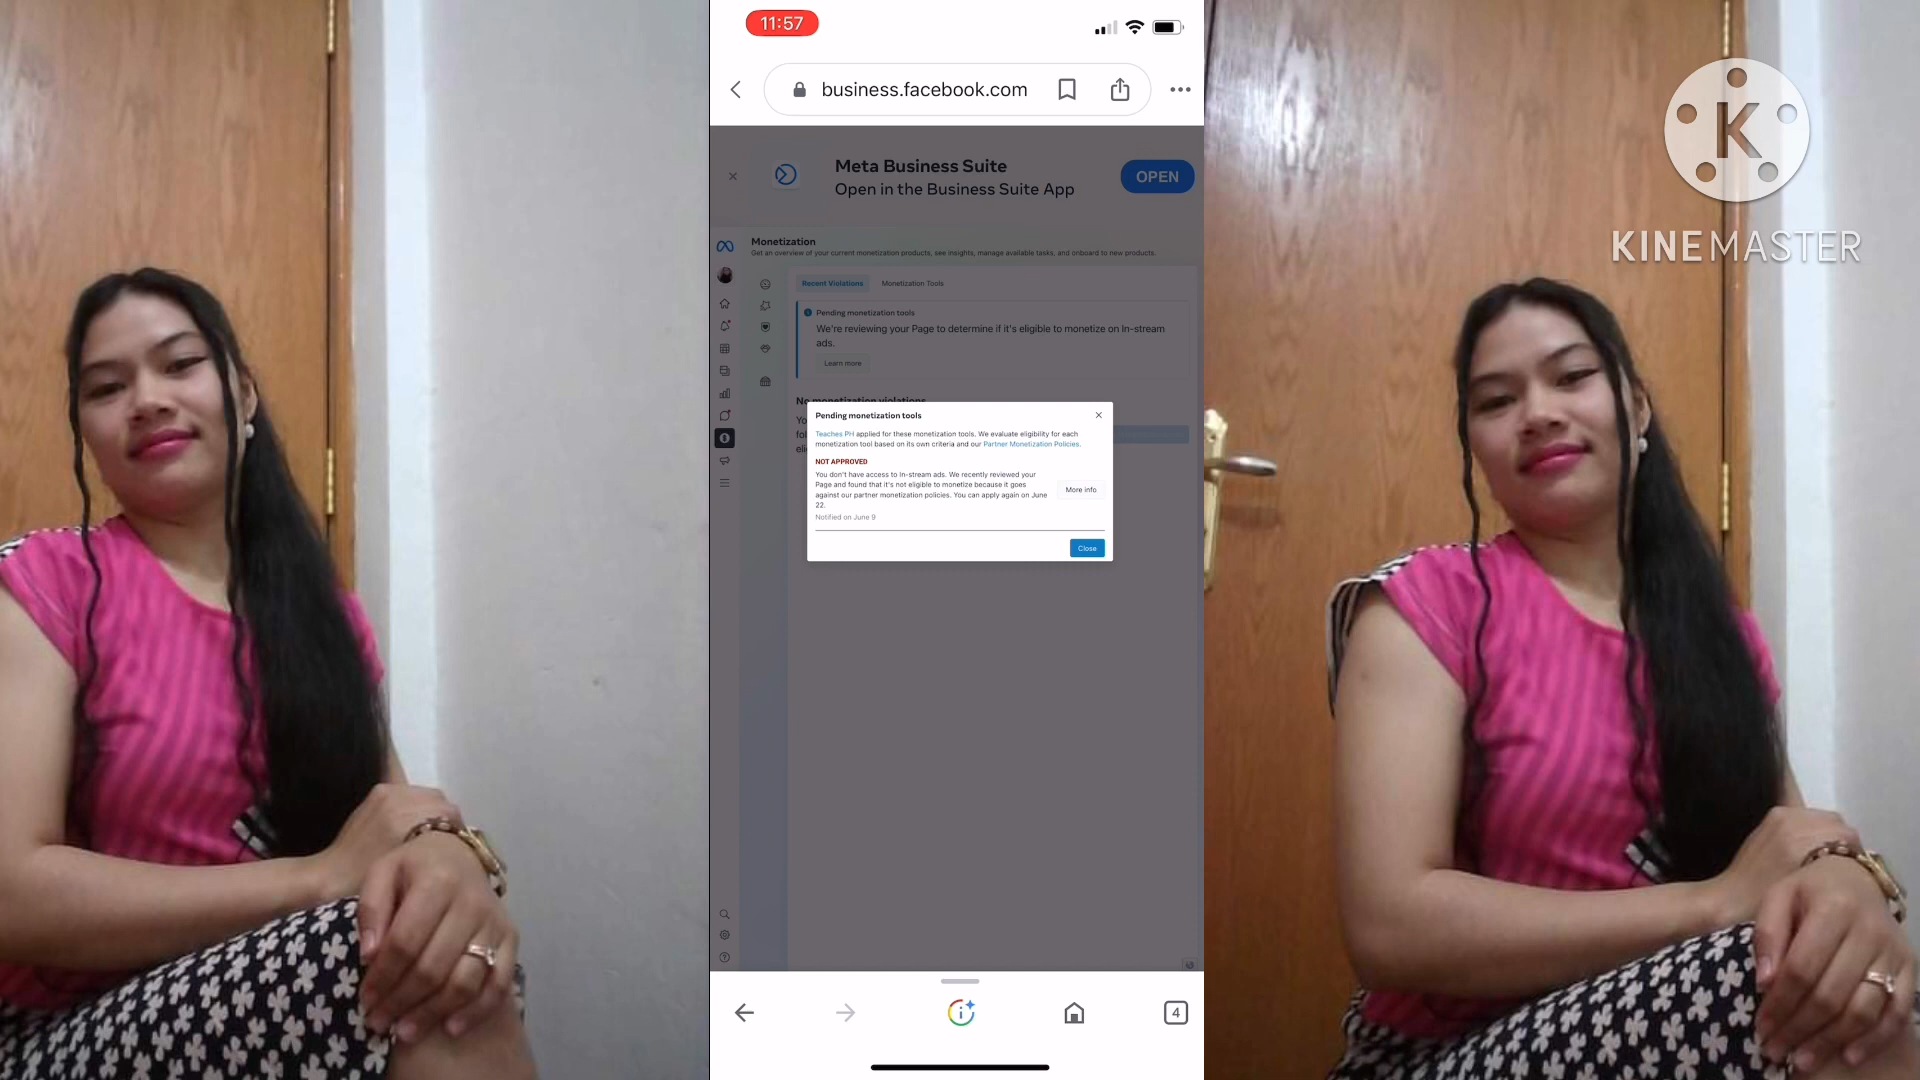 11:57
business.facebook.com
Meta Business Suite
Open in the Business Suite App
OPEN
Monetization
Get an overview of your current monetization products, see insights, manage available tasks, and onboard to new products.
Recent Violations
Monetization Tools
Pending monetization tools
We're reviewing your Page to determine if it's eligible to monetize on In-stream
ads.
Learn more
No monetization violations
Pending monetization tools
Teaches PH applied for these monetization tools. We evaluate eligibility for each
monetization tool based on its own criteria and our Partner Monetization Policies.
NOT APPROVED
You don't have access to In-stream ads. We recently reviewed your
Page and found that it's not eligible to monetize because it goes
against our partner monetization policies. You can apply again on June
22.
More info
Notified on June 9
Close
4
K
KINEMASTER